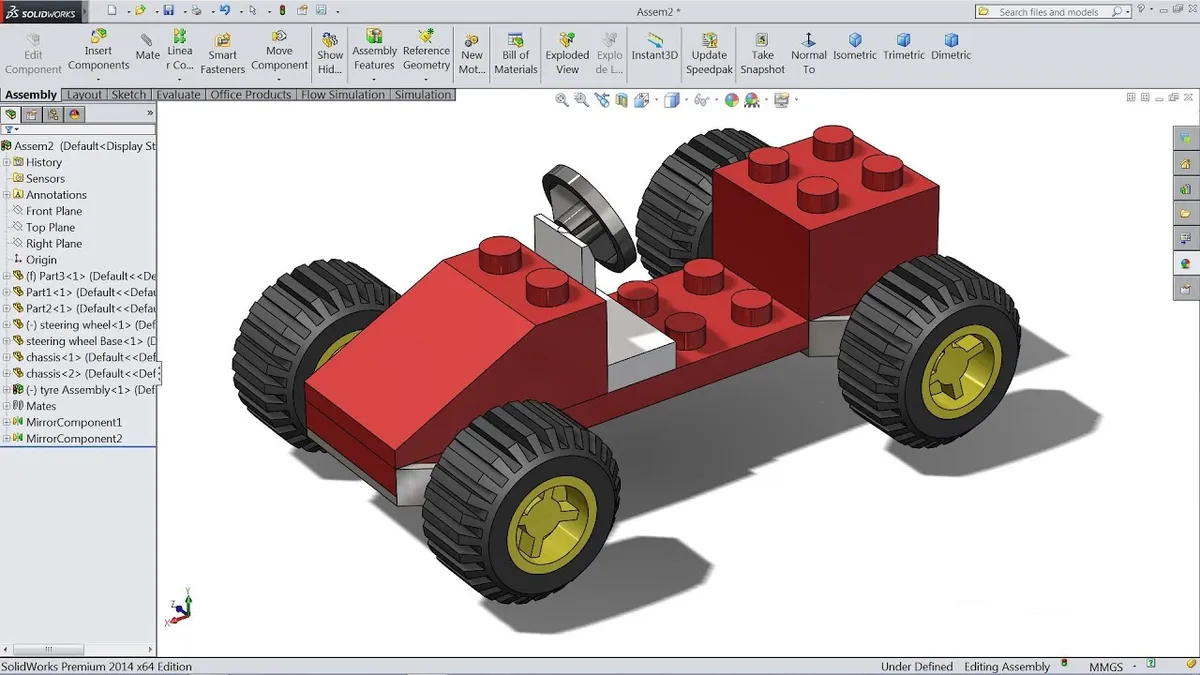 SOLIDWORKS
Assem2 *
Search files and models
Edit Component
Insert Components
Mate
Linea r Co...
Smart Fasteners
Move Component
Show Hid...
Assembly Features
Reference Geometry
New Mot...
Bill of Materials
Exploded View
Explo de L...
Instant3D
Update Speedpak
Take Snapshot
Normal To
Isometric
Trimetric
Dimetric
Assembly Layout Sketch Evaluate Office Products Flow Simulation Simulation
Assem2 (Default<Display St
History
Sensors
Annotations
Front Plane
Top Plane
Right Plane
Origin
(f) Part3<1> (Default<<De
Part1<1> (Default<<Defau
Part2<1> (Default<<Defau
(-) steering wheel<1> (Def
steering wheel Base<1> (D
chassis<1> (Default<<Def
chassis<2> (Default<<Def
(-) tyre Assembly<1> (Def
Mates
MirrorComponent1
MirrorComponent2
Y
Z
X
SolidWorks Premium 2014 x64 Edition
Under Defined Editing Assembly MMGS